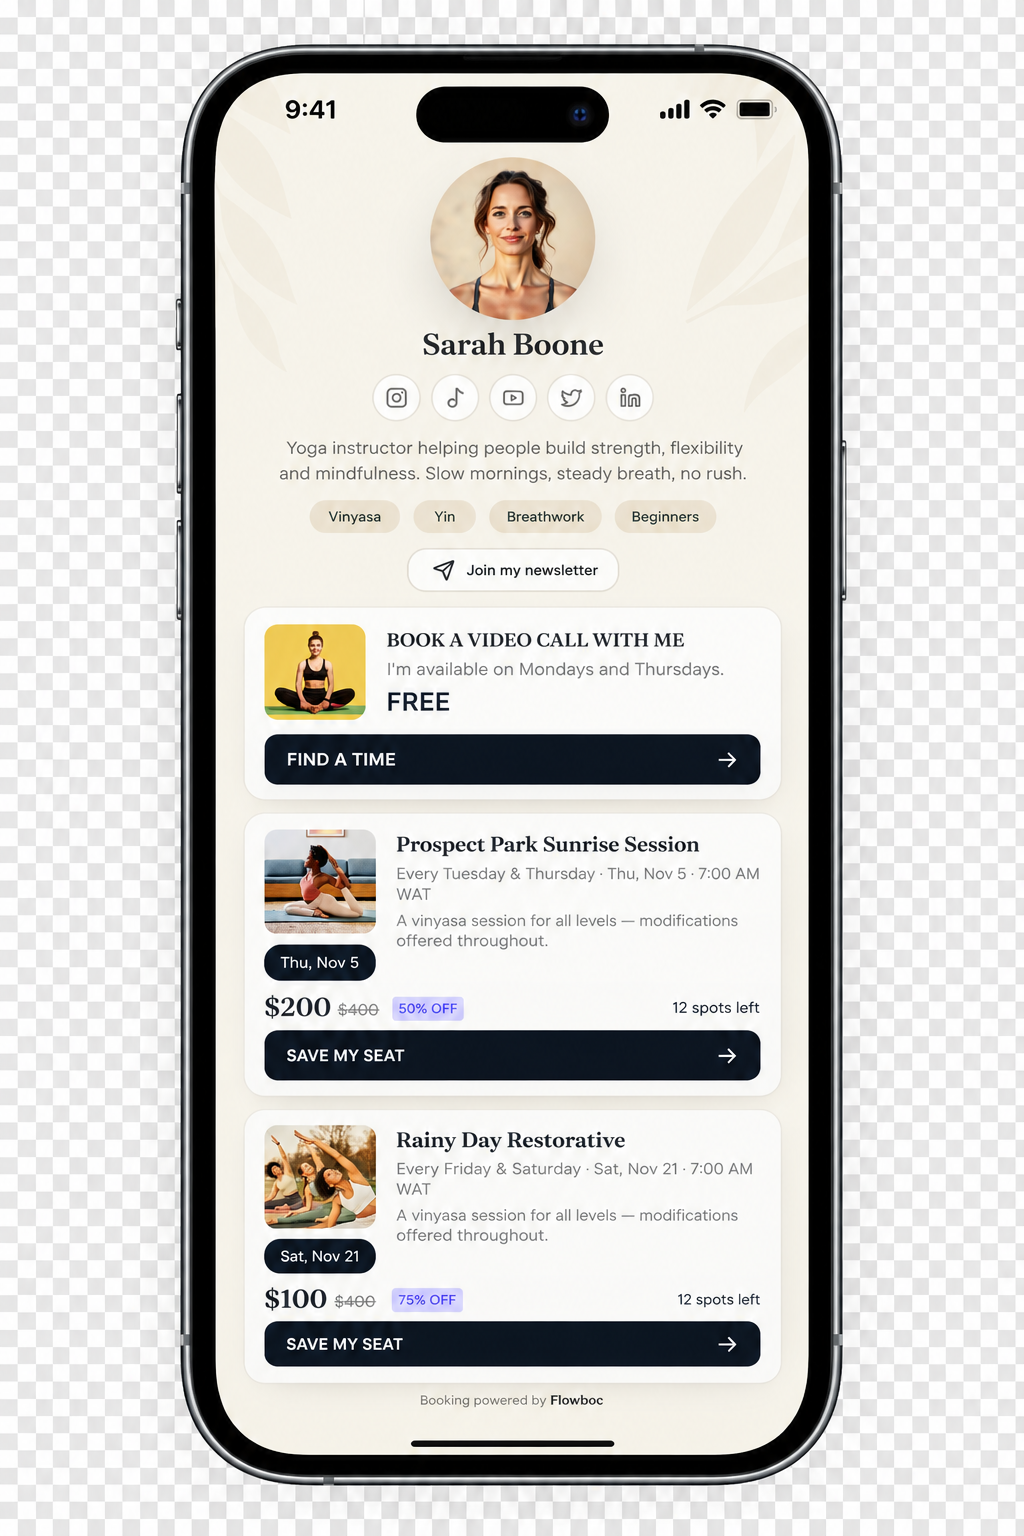 9:41
Sarah Boone
Yoga instructor helping people build strength, flexibility
and mindfulness. Slow mornings, steady breath, no rush.
Vinyasa
Yin
Breathwork
Beginners
Join my newsletter
BOOK A VIDEO CALL WITH ME
I'm available on Mondays and Thursdays.
FREE
FIND A TIME
Prospect Park Sunrise Session
Every Tuesday & Thursday · Thu, Nov 5 · 7:00 AM
WAT
A vinyasa session for all levels — modifications
offered throughout.
Thu, Nov 5
$200 $400 50% OFF 12 spots left
SAVE MY SEAT
Rainy Day Restorative
Every Friday & Saturday · Sat, Nov 21 · 7:00 AM
WAT
A vinyasa session for all levels — modifications
offered throughout.
Sat, Nov 21
$100 $400 75% OFF 12 spots left
SAVE MY SEAT
Booking powered by Flowboc